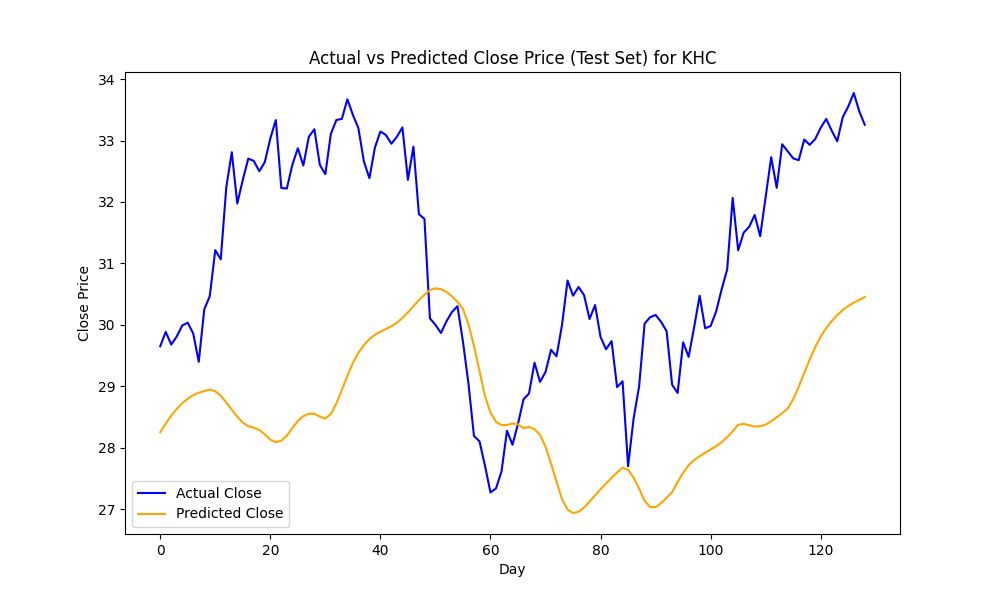 Actual vs Predicted Close Price (Test Set) for KHC
Close Price
34
33
32
31
30
29
28
27
Actual Close
Predicted Close
0 20 40 60 80 100 120
Day